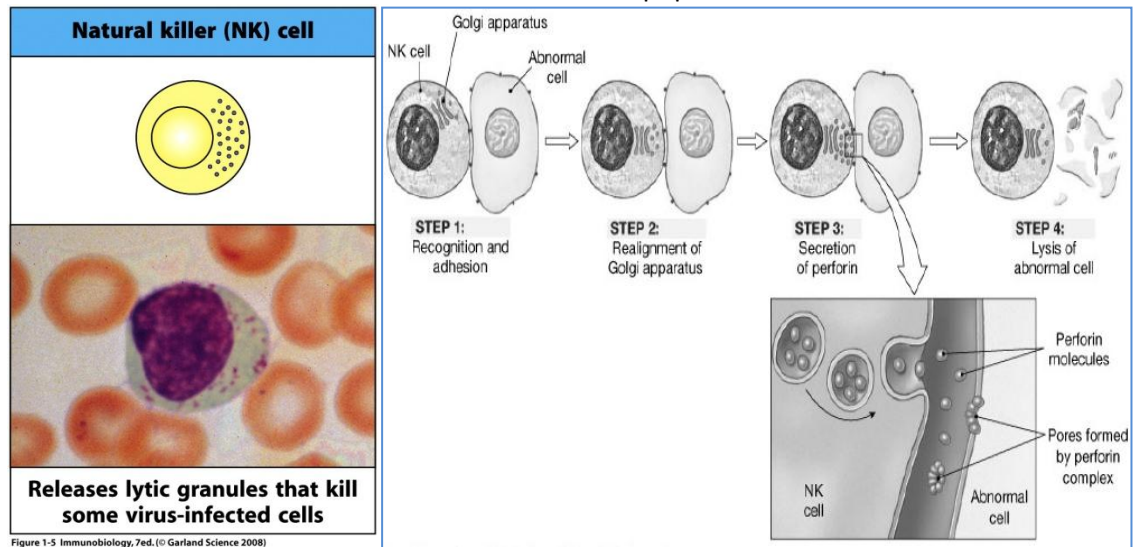 Natural killer (NK) cell
Releases lytic granules that kill
some virus-infected cells
Figure 1-5 Immunobiology, 7ed. (© Garland Science 2008)
Golgi apparatus
NK cell
Abnormal
cell
STEP 1:
Recognition and
adhesion
STEP 2:
Realignment of
Golgi apparatus
STEP 3:
Secretion
of perforin
STEP 4:
Lysis of
abnormal cell
Perforin
molecules
Pores formed
by perforin
complex
NK
cell
Abnormal
cell